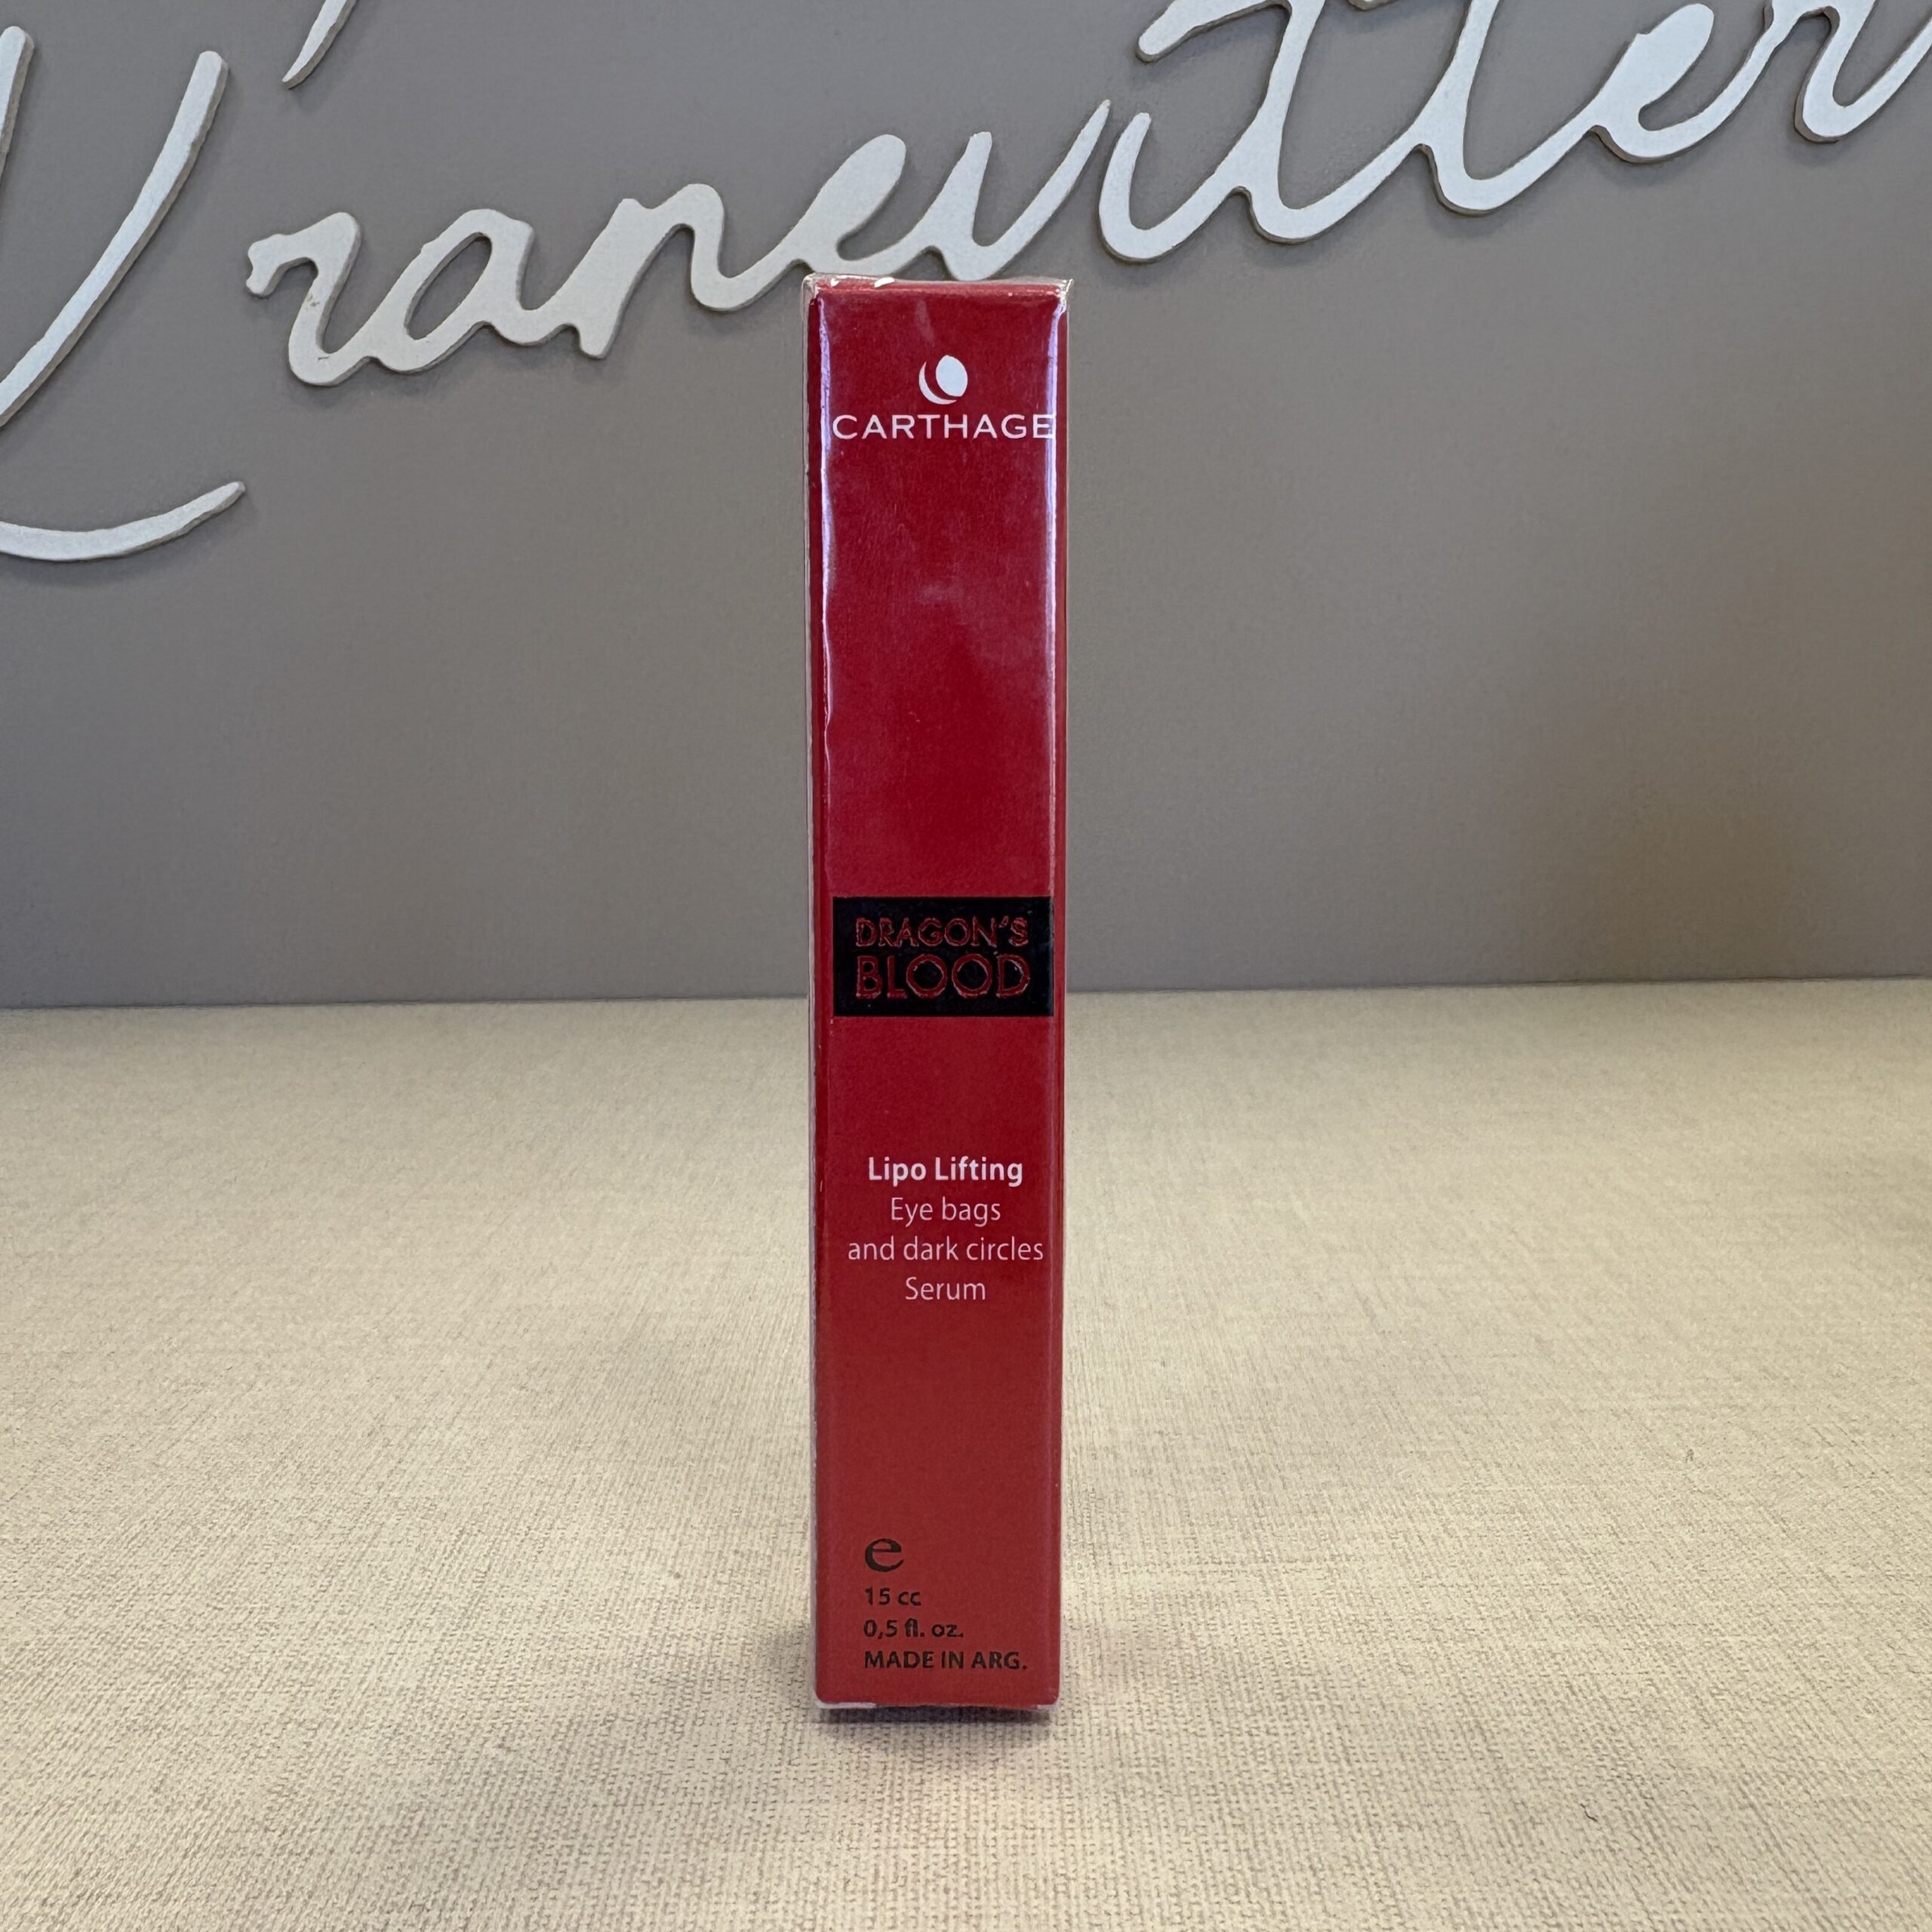 Kranevitter
CARTHAGE
DRAGON'S
BLOOD
Lipo Lifting
Eye bags
and dark circles
Serum
e
15 cc
0,5 fl. oz.
MADE IN ARG.